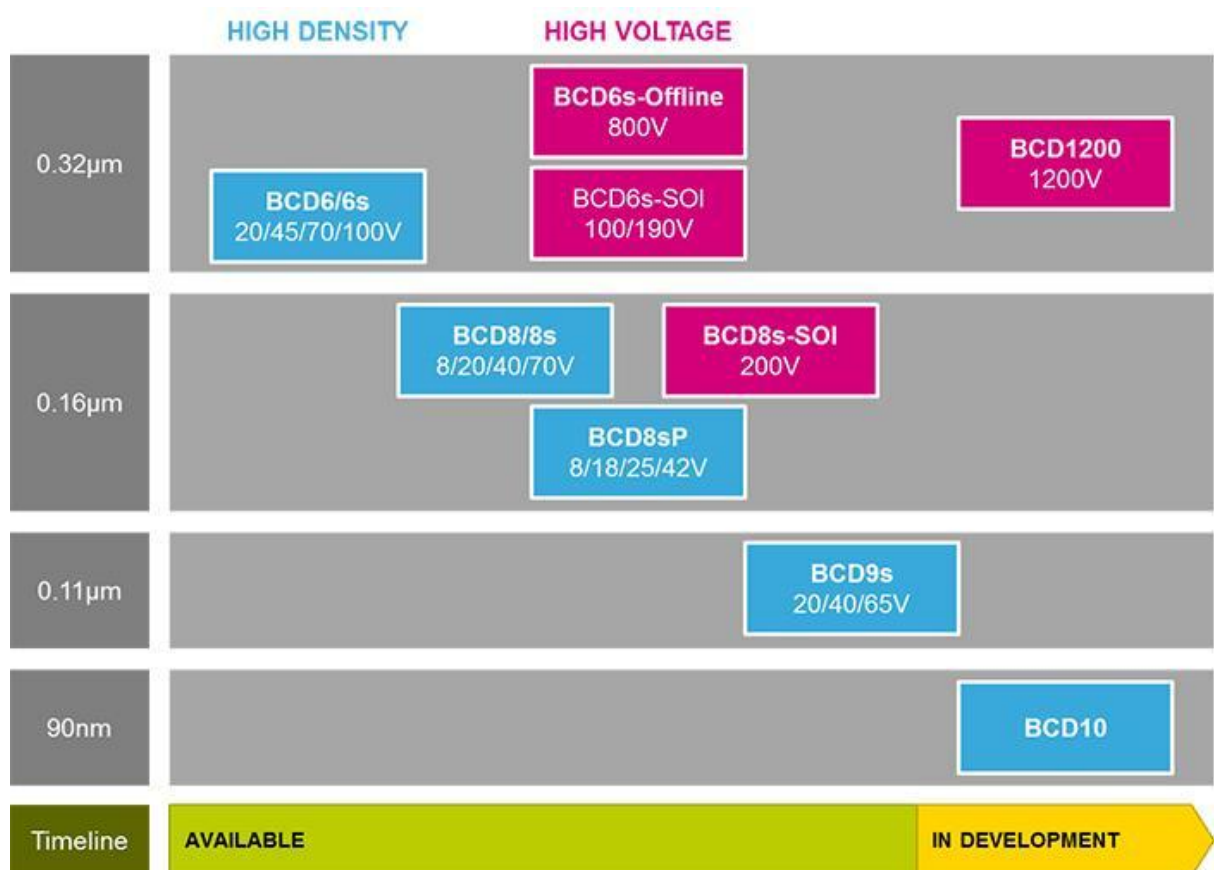 HIGH DENSITY
HIGH VOLTAGE
0.32µm
BCD6s-Offline
800V
BCD1200
1200V
BCD6/6s
20/45/70/100V
BCD6s-SOI
100/190V
0.16µm
BCD8/8s
8/20/40/70V
BCD8s-SOI
200V
BCD8sP
8/18/25/42V
0.11µm
BCD9s
20/40/65V
90nm
BCD10
Timeline
AVAILABLE
IN DEVELOPMENT